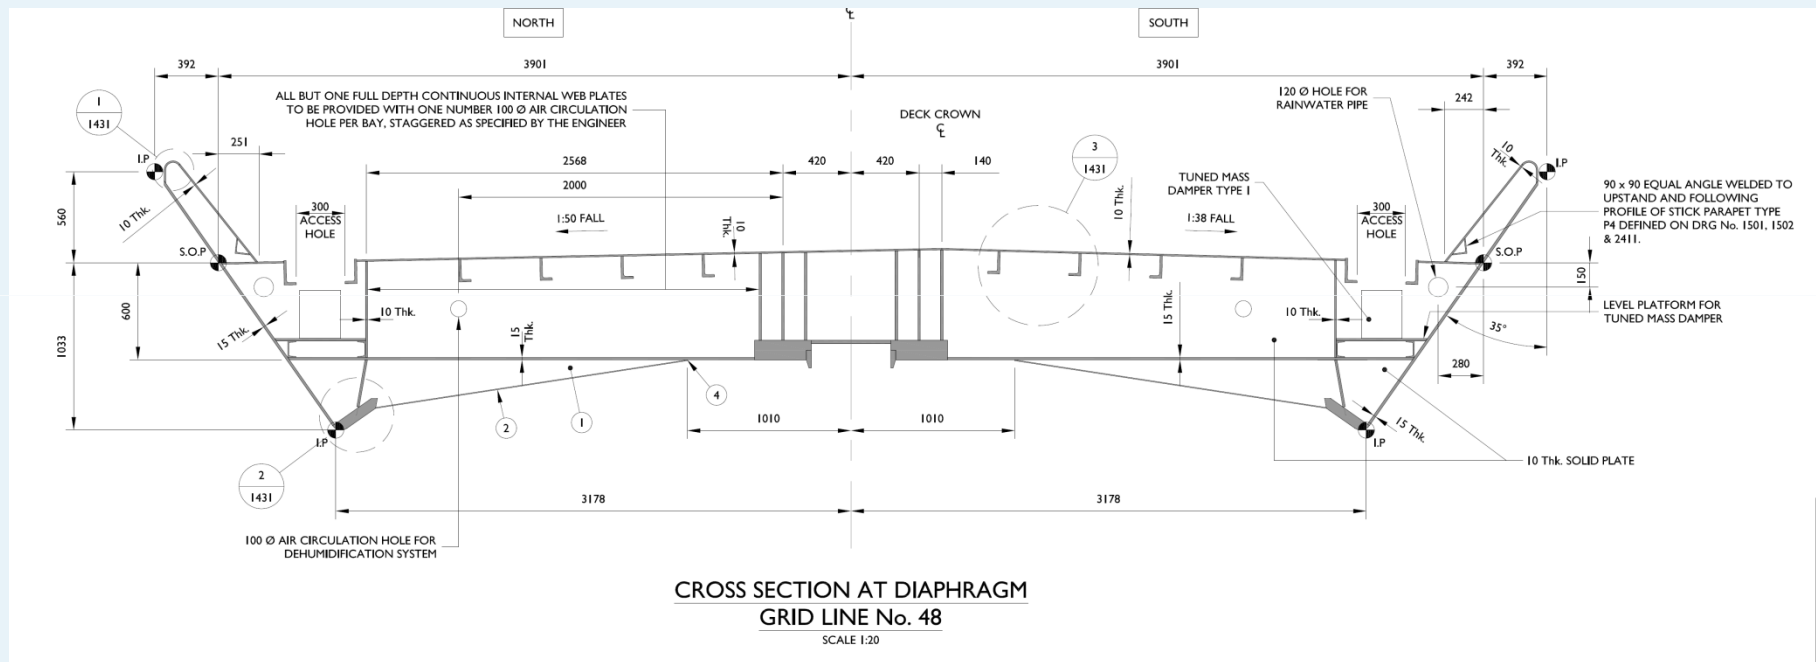 NORTH
℄
SOUTH
392
3901
3901
392
1
1431
ALL BUT ONE FULL DEPTH CONTINUOUS INTERNAL WEB PLATES
TO BE PROVIDED WITH ONE NUMBER 100 Ø AIR CIRCULATION
HOLE PER BAY, STAGGERED AS SPECIFIED BY THE ENGINEER
DECK CROWN
℄
120 Ø HOLE FOR
RAINWATER PIPE
242
251
I.P
2568
420
420
140
3
1431
TUNED MASS
DAMPER TYPE 1
10
Thk.
I.P
2000
560
10 Thk.
300
ACCESS
HOLE
1:50 FALL
10
Thk.
10 Thk.
1:38 FALL
300
ACCESS
HOLE
90 x 90 EQUAL ANGLE WELDED TO
UPSTAND AND FOLLOWING
PROFILE OF STICK PARAPET TYPE
P4 DEFINED ON DRG No. 1501, 1502
& 2411.
S.O.P
S.O.P
150
600
1033
15 Thk.
10 Thk.
15
Thk.
15 Thk.
10 Thk.
35°
LEVEL PLATFORM FOR
TUNED MASS DAMPER
280
4
2
1
1010
1010
15 Thk.
I.P
I.P
2
1431
10 Thk. SOLID PLATE
3178
3178
100 Ø AIR CIRCULATION HOLE FOR
DEHUMIDIFICATION SYSTEM
CROSS SECTION AT DIAPHRAGM
GRID LINE No. 48
SCALE 1:20